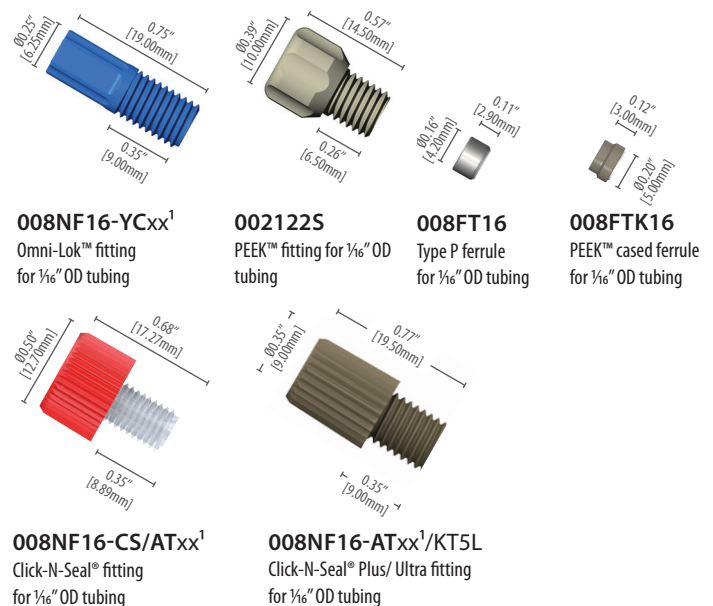 Ø0.25″
[6.25mm]
0.75″
[19.00mm]
0.35″
[9.00mm]
008NF16-YCxx¹
Omni-Lok™ fitting
for ¹⁄₁₆″ OD tubing
Ø0.39″
[10.00mm]
0.57″
[14.50mm]
0.26″
[6.50mm]
002122S
PEEK™ fitting for ¹⁄₁₆″ OD
tubing
Ø0.16″
[4.20mm]
0.11″
[2.90mm]
008FT16
Type P ferrule
for ¹⁄₁₆″ OD tubing
0.12″
[3.00mm]
Ø0.20″
[5.00mm]
008FTK16
PEEK™ cased ferrule
for ¹⁄₁₆″ OD tubing
Ø0.50″
[12.70mm]
0.68″
[17.27mm]
0.35″
[8.89mm]
008NF16-CS/ATxx¹
Click-N-Seal® fitting
for ¹⁄₁₆″ OD tubing
Ø0.35″
[9.00mm]
0.77″
[19.50mm]
0.35″
[9.00mm]
008NF16-ATxx¹/KT5L
Click-N-Seal® Plus/ Ultra fitting
for ¹⁄₁₆″ OD tubing